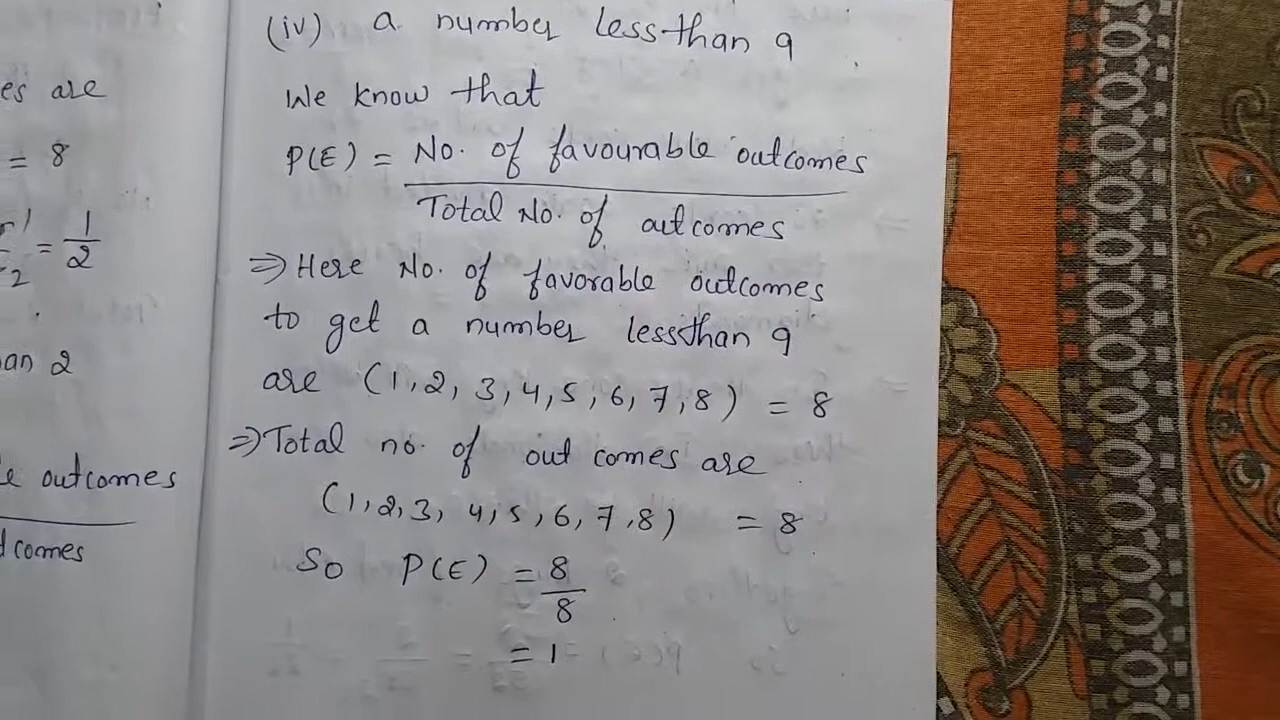 es are
= 8
= 1/2
an 2
outcomes
comes
(iv) a number lessthan 9
We know that
P(E) = No. of favourable outcomes
Total No. of outcomes
⇒ Here No. of favorable outcomes
to get a number lessthan 9
are (1,2,3,4,5,6,7,8) = 8
⇒ Total no. of out comes are
(1,2,3,4,5,6,7,8) = 8
So P(E) = 8/8
= 1